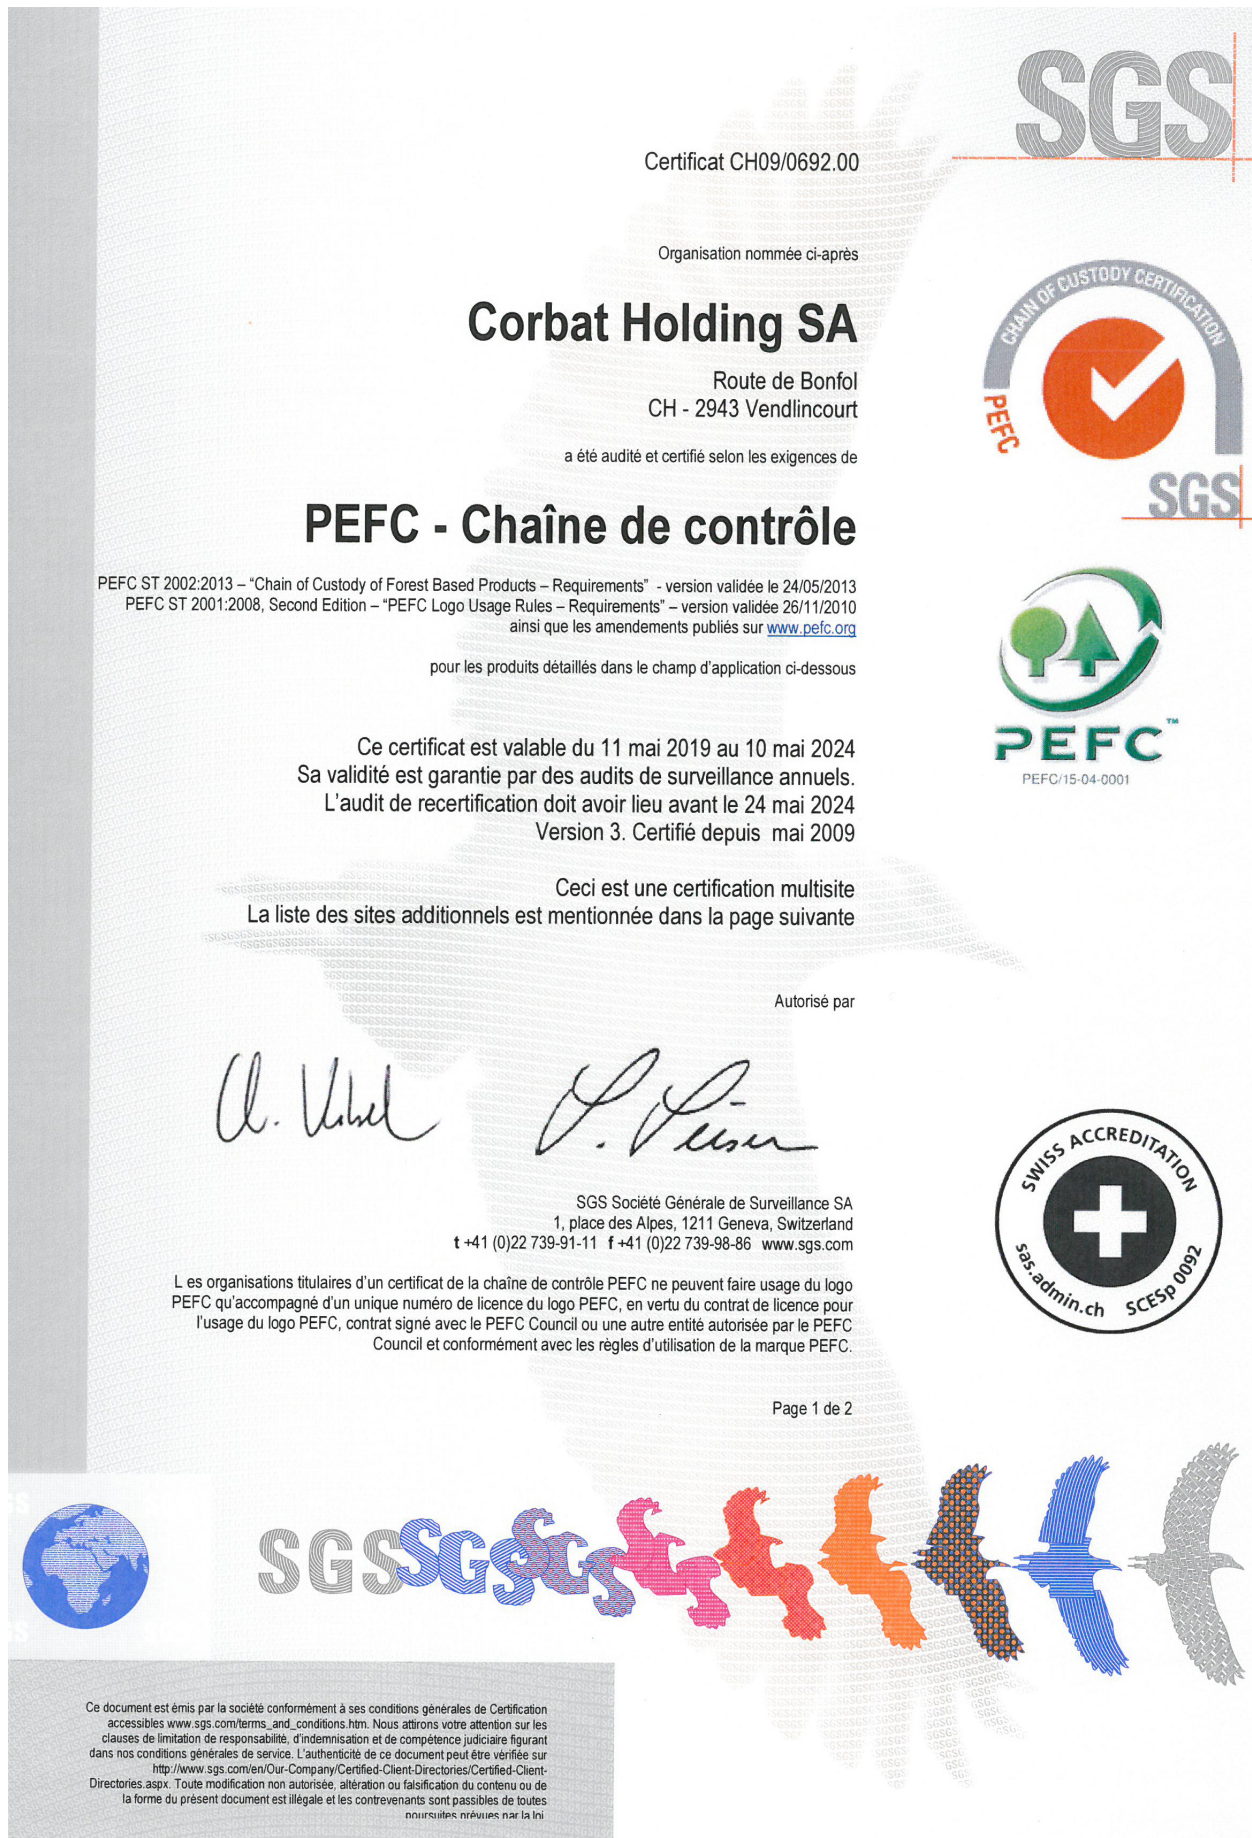 SGS
Certificat CH09/0692.00
Organisation nommée ci-après
Corbat Holding SA
Route de Bonfol
CH - 2943 Vendlincourt
a été audité et certifié selon les exigences de
PEFC - Chaîne de contrôle
PEFC ST 2002:2013 – “Chain of Custody of Forest Based Products – Requirements” - version validée le 24/05/2013
PEFC ST 2001:2008, Second Edition – “PEFC Logo Usage Rules – Requirements” – version validée 26/11/2010
ainsi que les amendements publiés sur www.pefc.org
pour les produits détaillés dans le champ d’application ci-dessous
Ce certificat est valable du 11 mai 2019 au 10 mai 2024
Sa validité est garantie par des audits de surveillance annuels.
L’audit de recertification doit avoir lieu avant le 24 mai 2024
Version 3. Certifié depuis mai 2009
Ceci est une certification multisite
La liste des sites additionnels est mentionnée dans la page suivante
Autorisé par
SGS Société Générale de Surveillance SA
1, place des Alpes, 1211 Geneva, Switzerland
t +41 (0)22 739-91-11 f +41 (0)22 739-98-86 www.sgs.com
L es organisations titulaires d’un certificat de la chaîne de contrôle PEFC ne peuvent faire usage du logo
PEFC qu’accompagné d’un unique numéro de licence du logo PEFC, en vertu du contrat de licence pour
l’usage du logo PEFC, contrat signé avec le PEFC Council ou une autre entité autorisée par le PEFC
Council et conformément avec les règles d’utilisation de la marque PEFC.
Page 1 de 2
CHAIN OF CUSTODY CERTIFICATION
PEFC
SGS
PEFC™
PEFC/15-04-0001
SWISS ACCREDITATION
sas.admin.ch SCESp 0092
SGS SGS SGS
Ce document est émis par la société conformément à ses conditions générales de Certification
accessibles www.sgs.com/terms_and_conditions.htm. Nous attirons votre attention sur les
clauses de limitation de responsabilité, d’indemnisation et de compétence judiciaire figurant
dans nos conditions générales de service. L’authenticité de ce document peut être vérifiée sur
http://www.sgs.com/en/Our-Company/Certified-Client-Directories/Certified-Client-
Directories.aspx. Toute modification non autorisée, altération ou falsification du contenu ou de
la forme du présent document est illégale et les contrevenants sont passibles de toutes
poursuites prévues par la loi